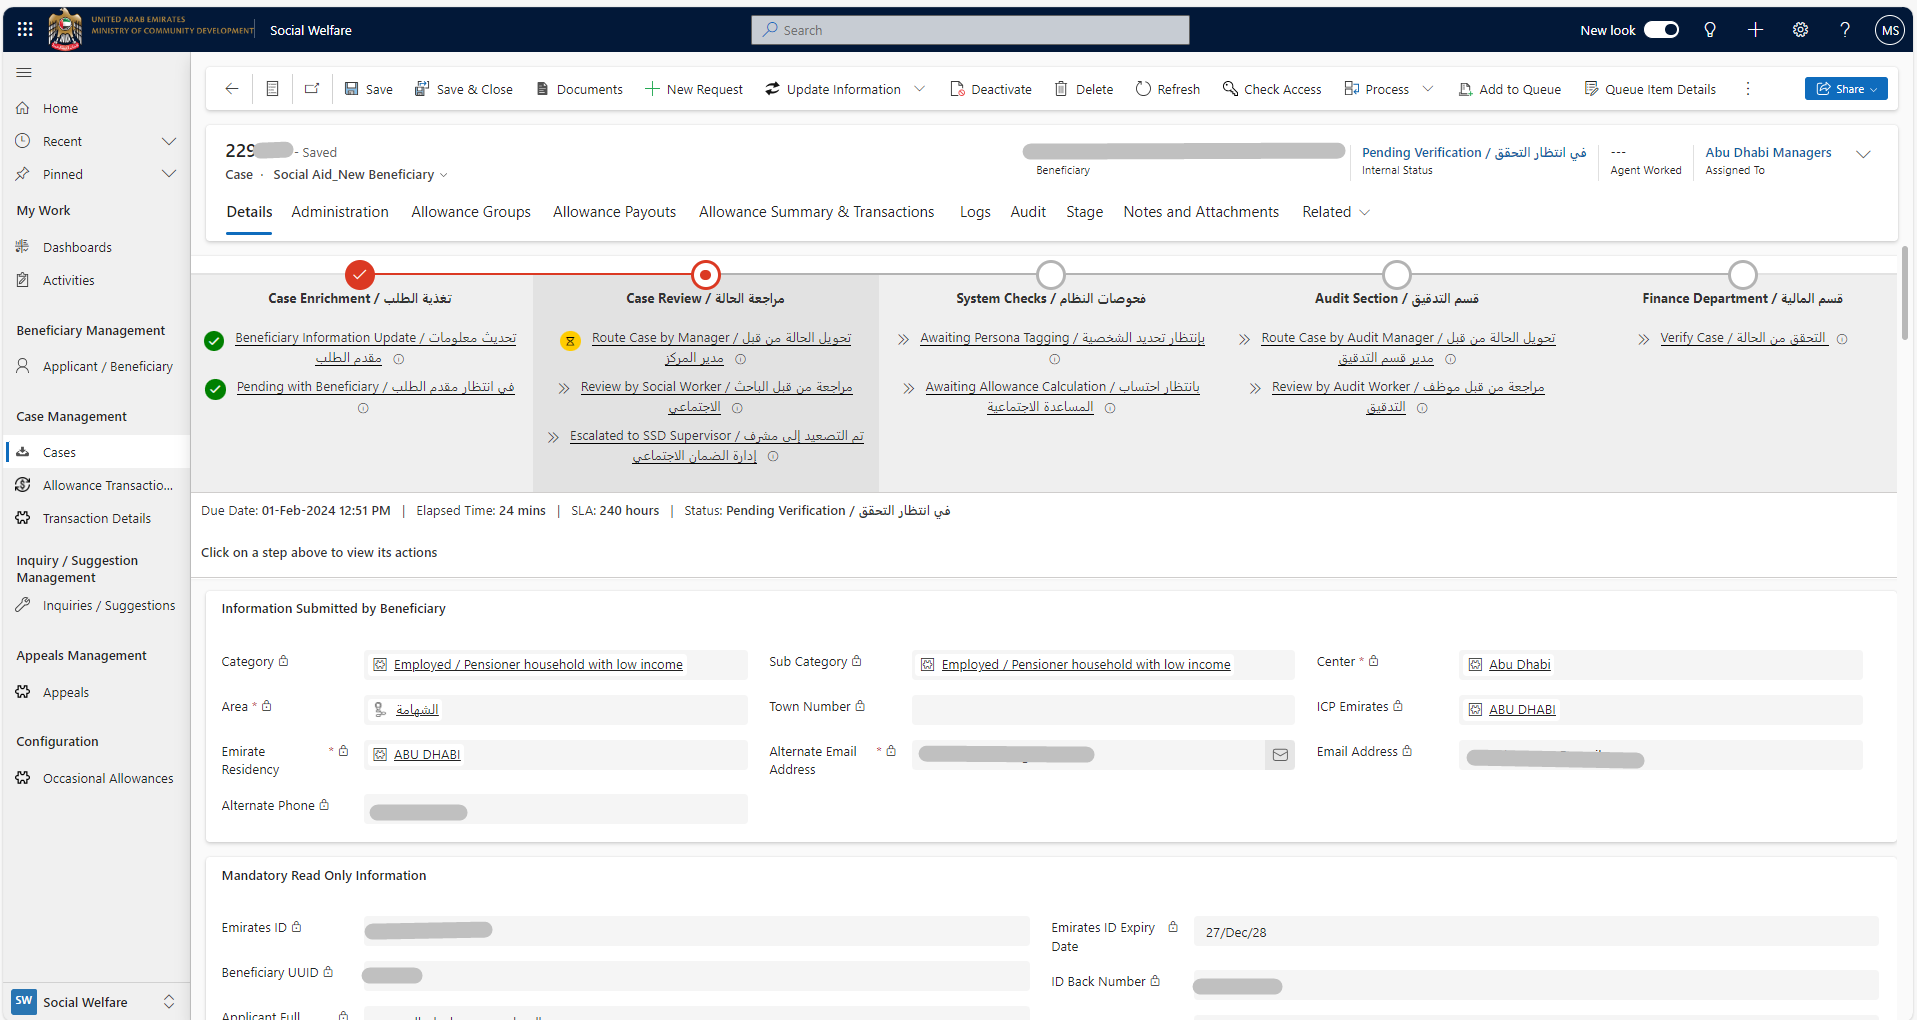 UNITED ARAB EMIRATES
MINISTRY OF COMMUNITY DEVELOPMENT
Social Welfare
Search
New look
MS
Home
Recent
Pinned
My Work
Dashboards
Activities
Beneficiary Management
Applicant / Beneficiary
Case Management
Cases
Allowance Transactio...
Transaction Details
Inquiry / Suggestion
Management
Inquiries / Suggestions
Appeals Management
Appeals
Configuration
Occasional Allowances
SW Social Welfare
Save
Save & Close
Documents
New Request
Update Information
Deactivate
Delete
Refresh
Check Access
Process
Add to Queue
Queue Item Details
Share
229 - Saved
Case · Social Aid_New Beneficiary
Beneficiary
Pending Verification / في انتظار التحقق
Internal Status
---
Agent Worked
Abu Dhabi Managers
Assigned To
Details
Administration
Allowance Groups
Allowance Payouts
Allowance Summary & Transactions
Logs
Audit
Stage
Notes and Attachments
Related
Case Enrichment / تغذية الطلب
Beneficiary Information Update / تحديث معلومات
مقدم الطلب
Pending with Beneficiary / في انتظار مقدم الطلب
Case Review / مراجعة الحالة
Route Case by Manager / تحويل الحالة من قبل
مدير المركز
Review by Social Worker / مراجعة من قبل الباحث
الاجتماعي
Escalated to SSD Supervisor / تم التصعيد إلى مشرف
إدارة الضمان الاجتماعي
System Checks / فحوصات النظام
Awaiting Persona Tagging / بإنتظار تحديد الشخصية
Awaiting Allowance Calculation / بانتظار احتساب
المساعدة الاجتماعية
Audit Section / قسم التدقيق
Route Case by Audit Manager / تحويل الحالة من قبل
مدير قسم التدقيق
Review by Audit Worker / مراجعة من قبل موظف
التدقيق
Finance Department / قسم المالية
Verify Case / التحقق من الحالة
Due Date: 01-Feb-2024 12:51 PM | Elapsed Time: 24 mins | SLA: 240 hours | Status: Pending Verification / في انتظار التحقق
Click on a step above to view its actions
Information Submitted by Beneficiary
Category Employed / Pensioner household with low income
Sub Category Employed / Pensioner household with low income
Center * Abu Dhabi
Area * الشهامة
Town Number
ICP Emirates ABU DHABI
Emirate
Residency * ABU DHABI
Alternate Email
Address *
Email Address
Alternate Phone
Mandatory Read Only Information
Emirates ID
Emirates ID Expiry
Date 27/Dec/28
Beneficiary UUID
ID Back Number
Applicant Full